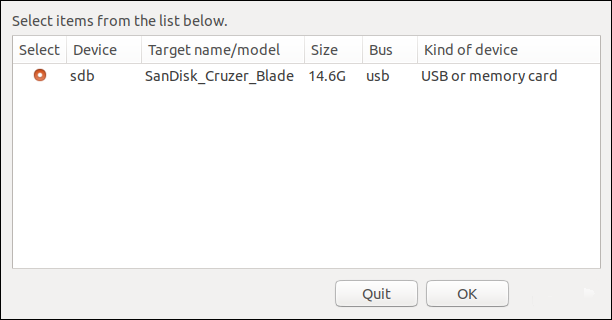 Select items from the list below.
Select Device Target name/model Size Bus Kind of device
sdb SanDisk_Cruzer_Blade 14.6G usb USB or memory card
Quit OK